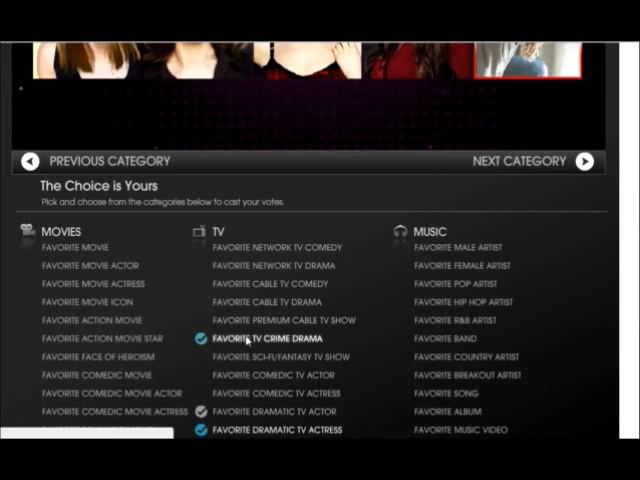 PREVIOUS CATEGORY
NEXT CATEGORY
The Choice is Yours
Pick and choose from the categories below to cast your votes.
MOVIES
FAVORITE MOVIE
FAVORITE MOVIE ACTOR
FAVORITE MOVIE ACTRESS
FAVORITE MOVIE ICON
FAVORITE ACTION MOVIE
FAVORITE ACTION MOVIE STAR
FAVORITE FACE OF HEROISM
FAVORITE COMEDIC MOVIE
FAVORITE COMEDIC MOVIE ACTOR
FAVORITE COMEDIC MOVIE ACTRESS
TV
FAVORITE NETWORK TV COMEDY
FAVORITE NETWORK TV DRAMA
FAVORITE CABLE TV COMEDY
FAVORITE CABLE TV DRAMA
FAVORITE PREMIUM CABLE TV SHOW
FAVORITE TV CRIME DRAMA
FAVORITE SCI-FI/FANTASY TV SHOW
FAVORITE COMEDIC TV ACTOR
FAVORITE COMEDIC TV ACTRESS
FAVORITE DRAMATIC TV ACTOR
FAVORITE DRAMATIC TV ACTRESS
MUSIC
FAVORITE MALE ARTIST
FAVORITE FEMALE ARTIST
FAVORITE POP ARTIST
FAVORITE HIP HOP ARTIST
FAVORITE R&B ARTIST
FAVORITE BAND
FAVORITE COUNTRY ARTIST
FAVORITE BREAKOUT ARTIST
FAVORITE SONG
FAVORITE ALBUM
FAVORITE MUSIC VIDEO